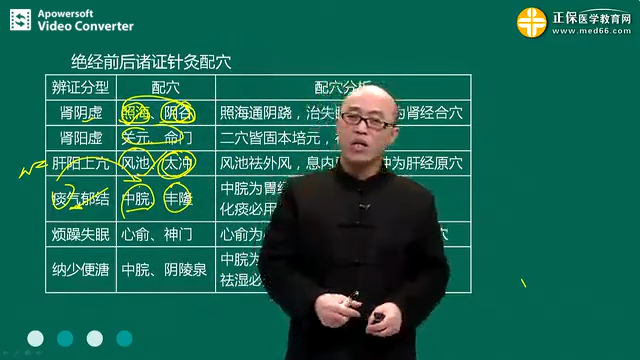 Apowersoft
Video Converter
正保医学教育网
www.med66.com
绝经前后诸证针灸配穴
辨证分型 配穴 配穴分析
肾阴虚 照海、阴谷 照海通阴跷，治失 为肾经合穴
肾阳虚 关元、命门 二穴皆固本培元，
肝阳上亢 风池、太冲 风池祛外风，息内 冲为肝经原穴
痰气郁结 中脘、丰隆 中脘为胃
化痰必用
烦躁失眠 心俞、神门 心俞为 穴
纳少便溏 中脘、阴陵泉 中脘为
祛湿必